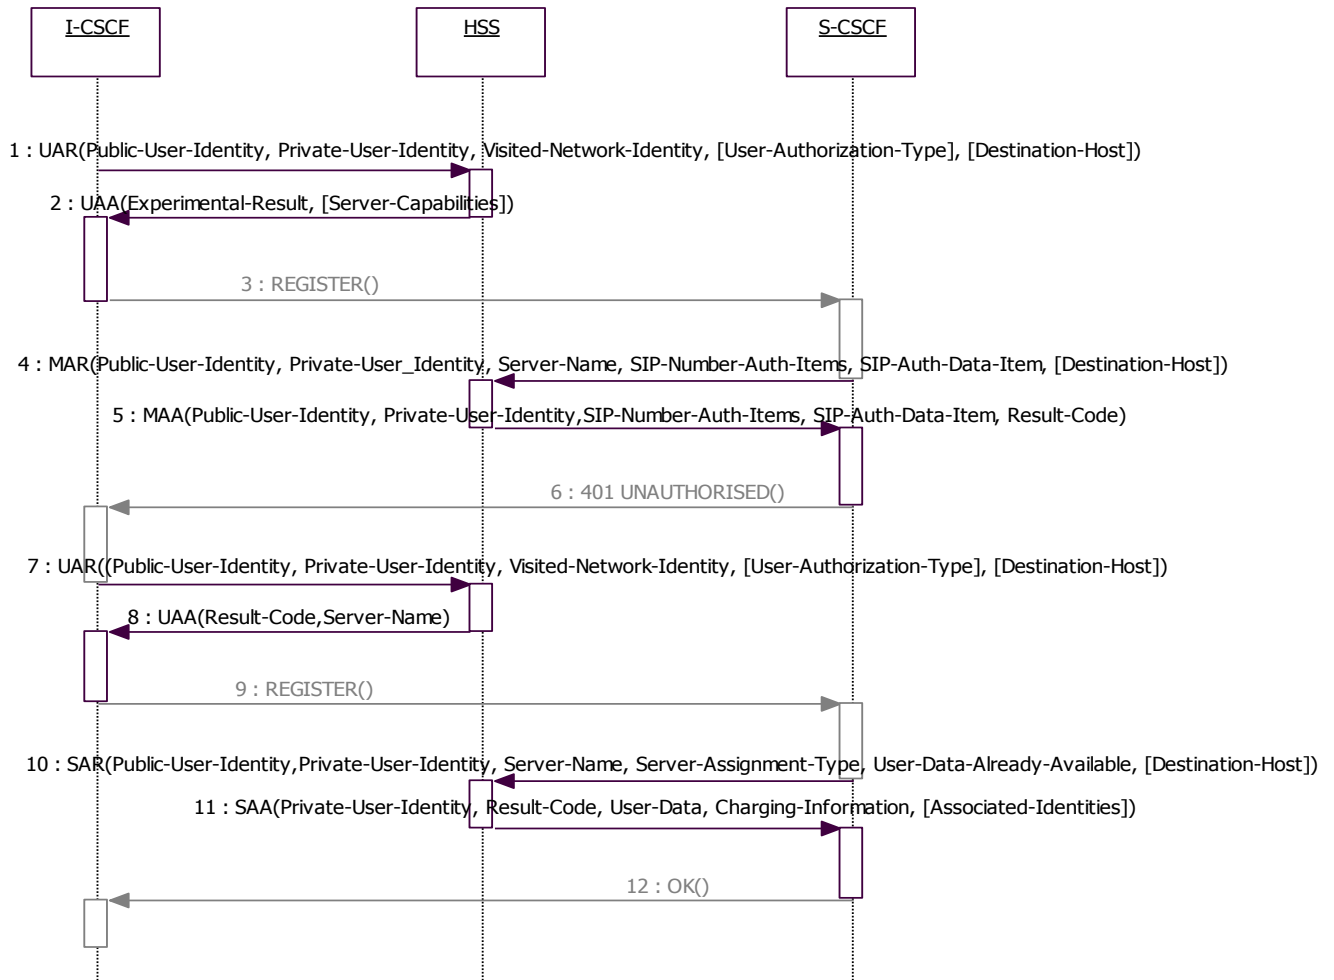 I-CSCF
HSS
S-CSCF
1 : UAR(Public-User-Identity, Private-User-Identity, Visited-Network-Identity, [User-Authorization-Type], [Destination-Host])
2 : UAA(Experimental-Result, [Server-Capabilities])
3 : REGISTER()
4 : MAR(Public-User-Identity, Private-User_Identity, Server-Name, SIP-Number-Auth-Items, SIP-Auth-Data-Item, [Destination-Host])
5 : MAA(Public-User-Identity, Private-User-Identity,SIP-Number-Auth-Items, SIP-Auth-Data-Item, Result-Code)
6 : 401 UNAUTHORISED()
7 : UAR((Public-User-Identity, Private-User-Identity, Visited-Network-Identity, [User-Authorization-Type], [Destination-Host])
8 : UAA(Result-Code,Server-Name)
9 : REGISTER()
10 : SAR(Public-User-Identity,Private-User-Identity, Server-Name, Server-Assignment-Type, User-Data-Already-Available, [Destination-Host])
11 : SAA(Private-User-Identity, Result-Code, User-Data, Charging-Information, [Associated-Identities])
12 : OK()